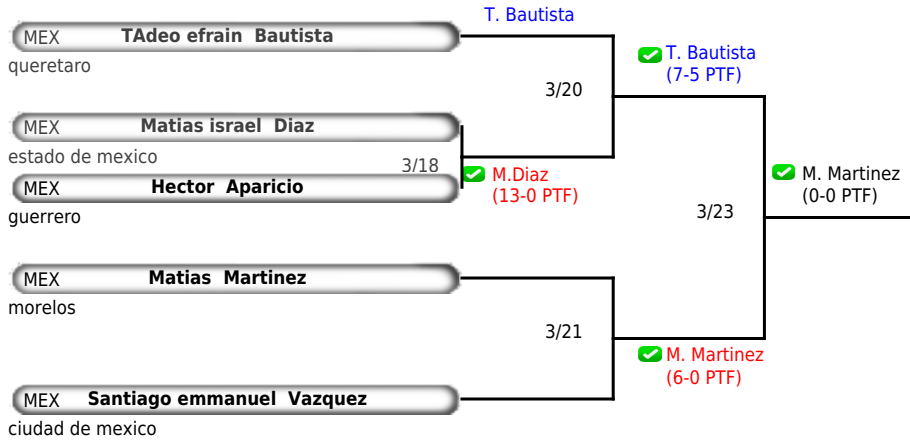 T. Bautista
MEX TAdeo efrain Bautista
queretaro
T. Bautista
(7-5 PTF)
3/20
MEX Matias israel Diaz
estado de mexico
3/18
M.Diaz
(13-0 PTF)
MEX Hector Aparicio
guerrero
M. Martinez
(0-0 PTF)
3/23
MEX Matias Martinez
morelos
3/21
M. Martinez
(6-0 PTF)
MEX Santiago emmanuel Vazquez
ciudad de mexico